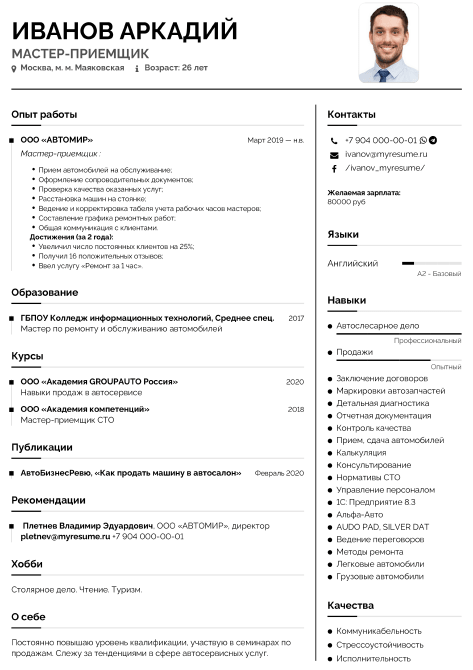 ИВАНОВ АРКАДИЙ
МАСТЕР-ПРИЕМЩИК
Москва, м. м. Маяковская Возраст: 26 лет
Опыт работы
ООО «АВТОМИР» Март 2019 — н.в.
Мастер-приемщик :
Прием автомобилей на обслуживание;
Оформление сопроводительных документов;
Проверка качества оказанных услуг;
Расстановка машин на стоянке;
Ведение и корректировка табеля учета рабочих часов мастеров;
Составление графика ремонтных работ;
Общая коммуникация с клиентами.
Достижения (за 2 года):
Увеличил число постоянных клиентов на 25%;
Получил 16 положительных отзывов;
Ввел услугу «Ремонт за 1 час».
Образование
ГБПОУ Колледж информационных технологий, Среднее спец. 2017
Мастер по ремонту и обслуживанию автомобилей
Курсы
ООО «Академия GROUPAUTO Россия» 2020
Навыки продаж в автосервисе
ООО «Академия компетенций» 2018
Мастер-приемщик СТО
Публикации
АвтоБизнесРевю, «Как продать машину в автосалон» Февраль 2020
Рекомендации
Плетнев Владимир Эдуардович, ООО «АВТОМИР», директор
pletnev@myresume.ru +7 904 000-00-01
Хобби
Столярное дело. Чтение. Туризм.
О себе
Постоянно повышаю уровень квалификации, участвую в семинарах по
продажам. Слежу за тенденциями в сфере автосервисных услуг.
Контакты
+7 904 000-00-01
ivanov@myresume.ru
/ivanov_myresume/
Желаемая зарплата:
80000 руб
Языки
Английский
A2 - Базовый
Навыки
Автослесарное дело
Профессиональный
Продажи
Опытный
Заключение договоров
Маркировки автозапчастей
Детальная диагностика
Отчетная документация
Контроль качества
Прием, сдача автомобилей
Калькуляция
Консультирование
Нормативы СТО
Управление персоналом
1С: Предприятие 8.3
Альфа-Авто
AUDO PAD, SILVER DAT
Ведение переговоров
Методы ремонта
Легковые автомобили
Грузовые автомобили
Качества
Коммуникабельность
Стрессоустойчивость
Исполнительность